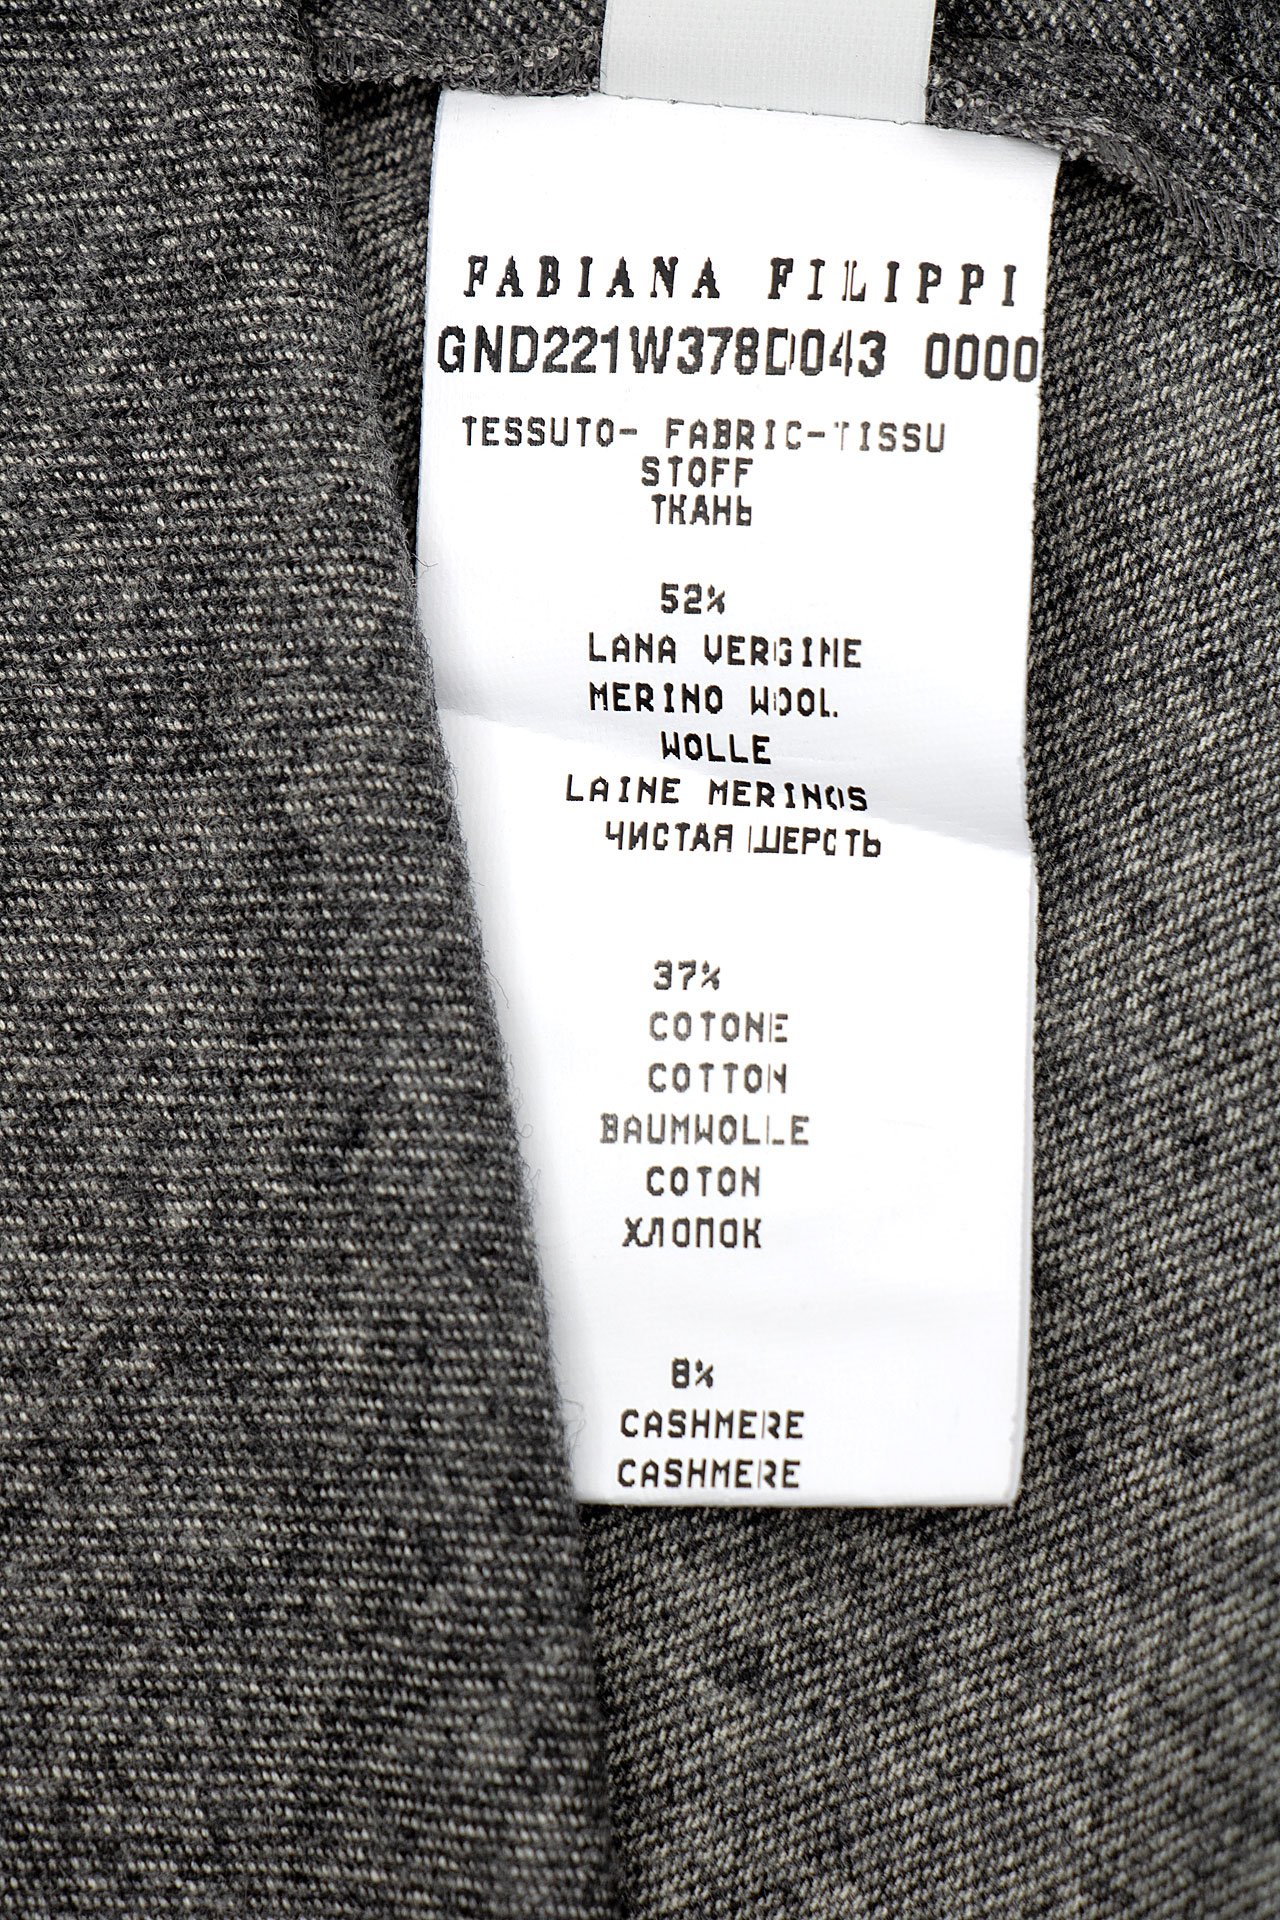 FABIANA FILIPPI
GND221W378D043 0000
TESSUTO- FABRIC-TISSU
STOFF
ТКАНЬ
52%
LANA VERGINE
MERINO WOOL
WOLLE
LAINE MERINOS
ЧИСТАЯ ШЕРСТЬ
37%
COTONE
COTTON
BAUMWOLLE
COTON
ХЛОПОК
8%
CASHMERE
CASHMERE